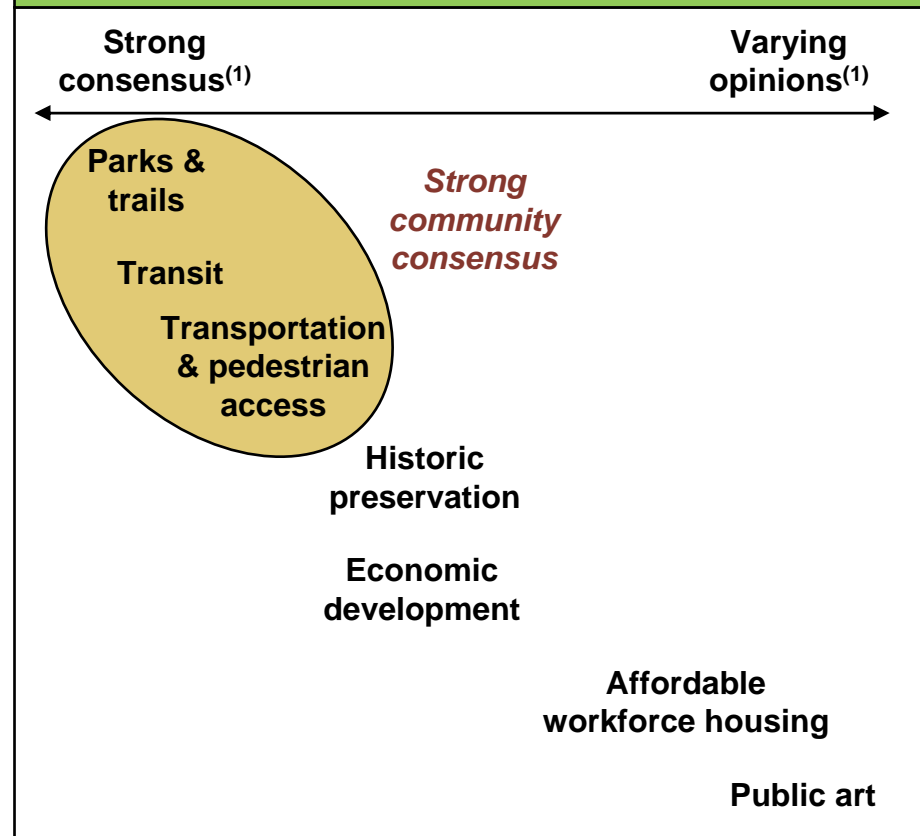 Strong
consensus(1)
Varying
opinions(1)
Parks &
trails
Strong
community
consensus
Transit
Transportation
& pedestrian
access
Historic
preservation
Economic
development
Affordable
workforce housing
Public art